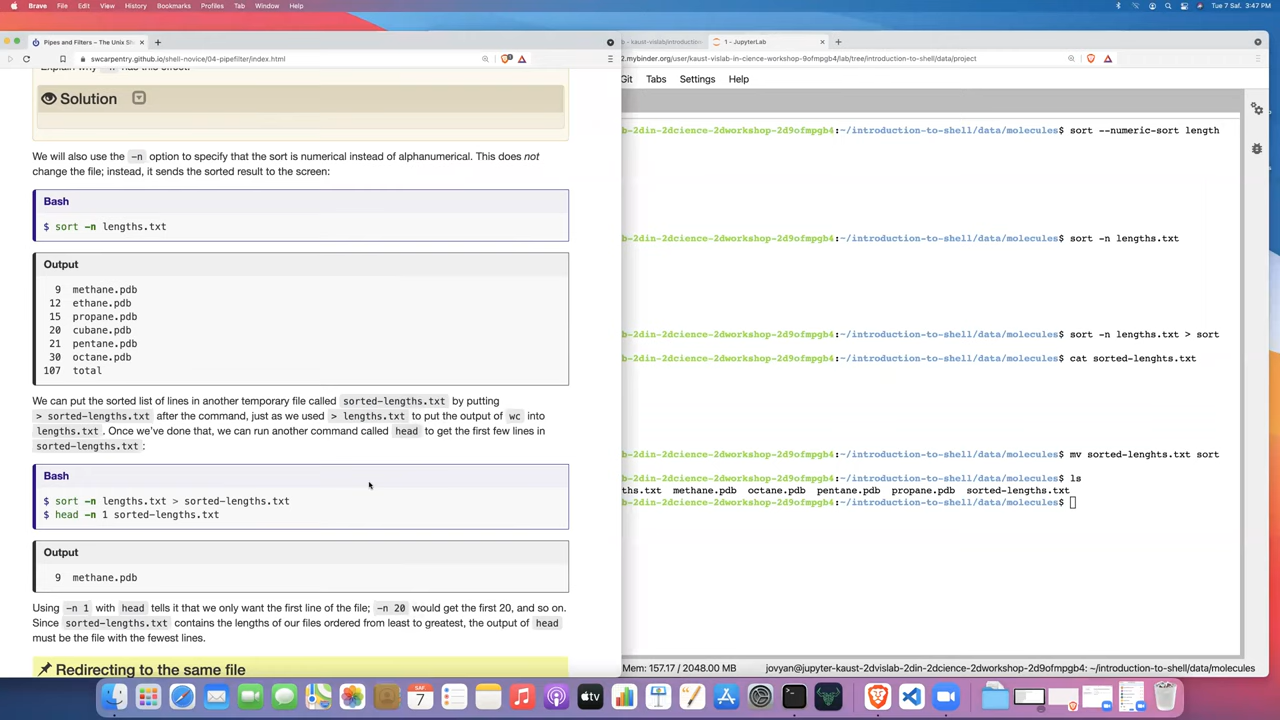 Brave File Edit View History Bookmarks Profiles Tab Window Help
Tue 7 Saf. 3:47 PM
Pipes and Filters – The Unix Sh
swcarpentry.github.io/shell-novice/04-pipefilter/index.html
Solution
We will also use the -n option to specify that the sort is numerical instead of alphanumerical. This does not
change the file; instead, it sends the sorted result to the screen:
Bash
$ sort -n lengths.txt
Output
9 methane.pdb
12 ethane.pdb
15 propane.pdb
20 cubane.pdb
21 pentane.pdb
30 octane.pdb
107 total
We can put the sorted list of lines in another temporary file called sorted-lengths.txt by putting
> sorted-lengths.txt after the command, just as we used > lengths.txt to put the output of wc into
lengths.txt. Once we've done that, we can run another command called head to get the first few lines in
sorted-lengths.txt:
Bash
$ sort -n lengths.txt > sorted-lengths.txt
$ head -n 1 sorted-lengths.txt
Output
9 methane.pdb
Using -n 1 with head tells it that we only want the first line of the file; -n 20 would get the first 20, and so on.
Since sorted-lengths.txt contains the lengths of our files ordered from least to greatest, the output of head
must be the file with the fewest lines.
Redirecting to the same file
b - kaust-vislab/introduction-
1 - JupyterLab
2.mybinder.org/user/kaust-vislab-in-cience-workshop-9ofmpgb4/lab/tree/introduction-to-shell/data/project
Git Tabs Settings Help
b-2din-2dcience-2dworkshop-2d9ofmpgb4:~/introduction-to-shell/data/molecules$ sort --numeric-sort length
b-2din-2dcience-2dworkshop-2d9ofmpgb4:~/introduction-to-shell/data/molecules$ sort -n lengths.txt
b-2din-2dcience-2dworkshop-2d9ofmpgb4:~/introduction-to-shell/data/molecules$ sort -n lengths.txt > sort
b-2din-2dcience-2dworkshop-2d9ofmpgb4:~/introduction-to-shell/data/molecules$ cat sorted-lenghts.txt
b-2din-2dcience-2dworkshop-2d9ofmpgb4:~/introduction-to-shell/data/molecules$ mv sorted-lenghts.txt sort
b-2din-2dcience-2dworkshop-2d9ofmpgb4:~/introduction-to-shell/data/molecules$ ls
ths.txt methane.pdb octane.pdb pentane.pdb propane.pdb sorted-lengths.txt
b-2din-2dcience-2dworkshop-2d9ofmpgb4:~/introduction-to-shell/data/molecules$
Mem: 157.17 / 2048.00 MB
jovyan@jupyter-kaust-2dvislab-2din-2dcience-2dworkshop-2d9ofmpgb4: ~/introduction-to-shell/data/molecules
SAF
7
tv